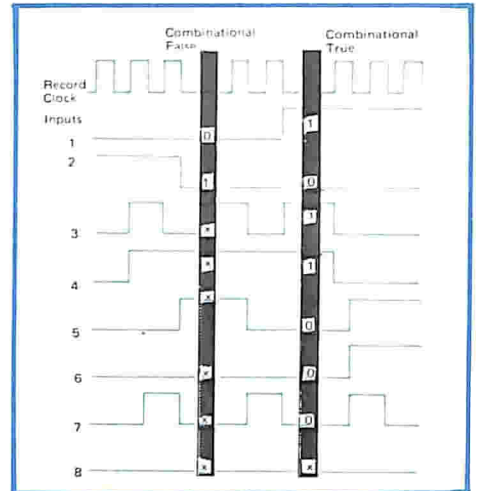 Combinational
False
Combinational
True
Record
Clock
Inputs
1
0
1
2
1
0
3
x
1
4
x
1
5
x
0
6
x
0
7
x
0
8
x
x